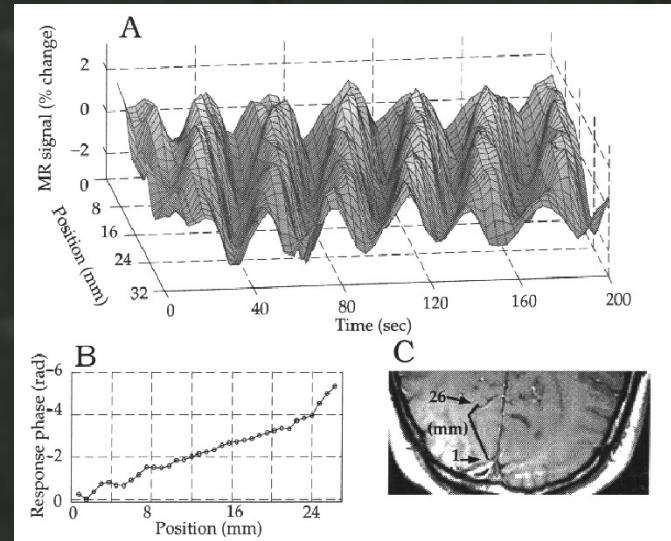 A
MR signal (% change)
2
0
−2
0
8
16
24
32
Position (mm)
0
40
80
120
160
200
Time (sec)
B
Response phase (rad)
-6
-4
-2
0
0
8
16
24
Position (mm)
C
26
(mm)
1